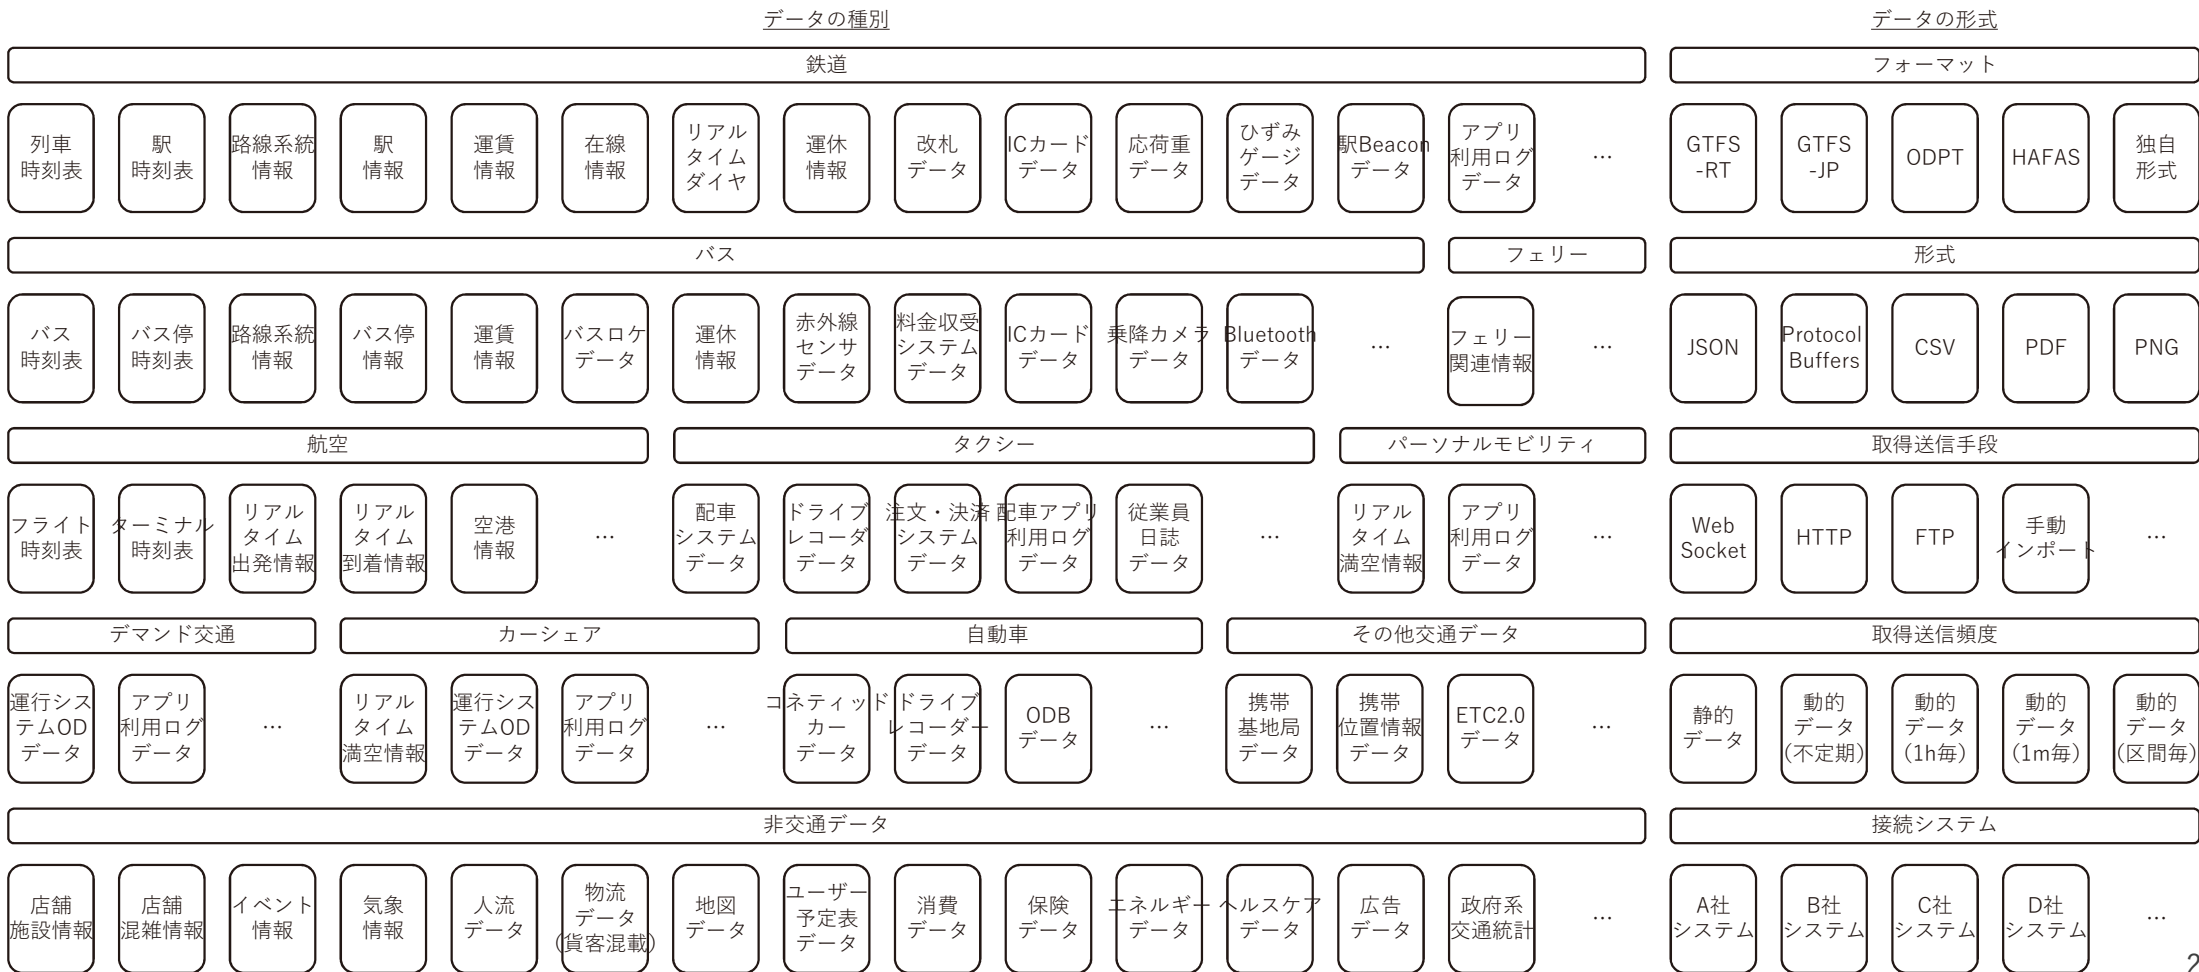 データの種別
データの形式
鉄道
フォーマット
列車
時刻表
駅
時刻表
路線系統
情報
駅
情報
運賃
情報
在線
情報
リアル
タイム
ダイヤ
運休
情報
改札
データ
ICカード
データ
応荷重
データ
ひずみ
ゲージ
データ
駅Beacon
データ
アプリ
利用ログ
データ
…
GTFS
-RT
GTFS
-JP
ODPT
HAFAS
独自
形式
バス
フェリー
形式
バス
時刻表
バス停
時刻表
路線系統
情報
バス停
情報
運賃
情報
バスロケ
データ
運休
情報
赤外線
センサ
データ
料金収受
システム
データ
ICカード
データ
乗降カメラ
データ
Bluetooth
データ
…
フェリー
関連情報
…
JSON
Protocol
Buffers
CSV
PDF
PNG
航空
タクシー
パーソナルモビリティ
取得送信手段
フライト
時刻表
ターミナル
時刻表
リアル
タイム
出発情報
リアル
タイム
到着情報
空港
情報
…
配車
システム
データ
ドライブ
レコーダ
データ
注文・決済
システム
データ
配車アプリ
利用ログ
データ
従業員
日誌
データ
…
リアル
タイム
満空情報
アプリ
利用ログ
データ
…
Web
Socket
HTTP
FTP
手動
インポート
…
デマンド交通
カーシェア
自動車
その他交通データ
取得送信頻度
運行シス
テムOD
データ
アプリ
利用ログ
データ
…
リアル
タイム
満空情報
運行シス
テムOD
データ
アプリ
利用ログ
データ
…
コネティッド
カー
データ
ドライブ
レコーダー
データ
ODB
データ
…
携帯
基地局
データ
携帯
位置情報
データ
ETC2.0
データ
…
静的
データ
動的
データ
(不定期)
動的
データ
(1h毎)
動的
データ
(1m毎)
動的
データ
(区間毎)
非交通データ
接続システム
店舗
施設情報
店舗
混雑情報
イベント
情報
気象
情報
人流
データ
物流
データ
(貨客混載)
地図
データ
ユーザー
予定表
データ
消費
データ
保険
データ
エネルギー
データ
ヘルスケア
データ
広告
データ
政府系
交通統計
…
A社
システム
B社
システム
C社
システム
D社
システム
…
2